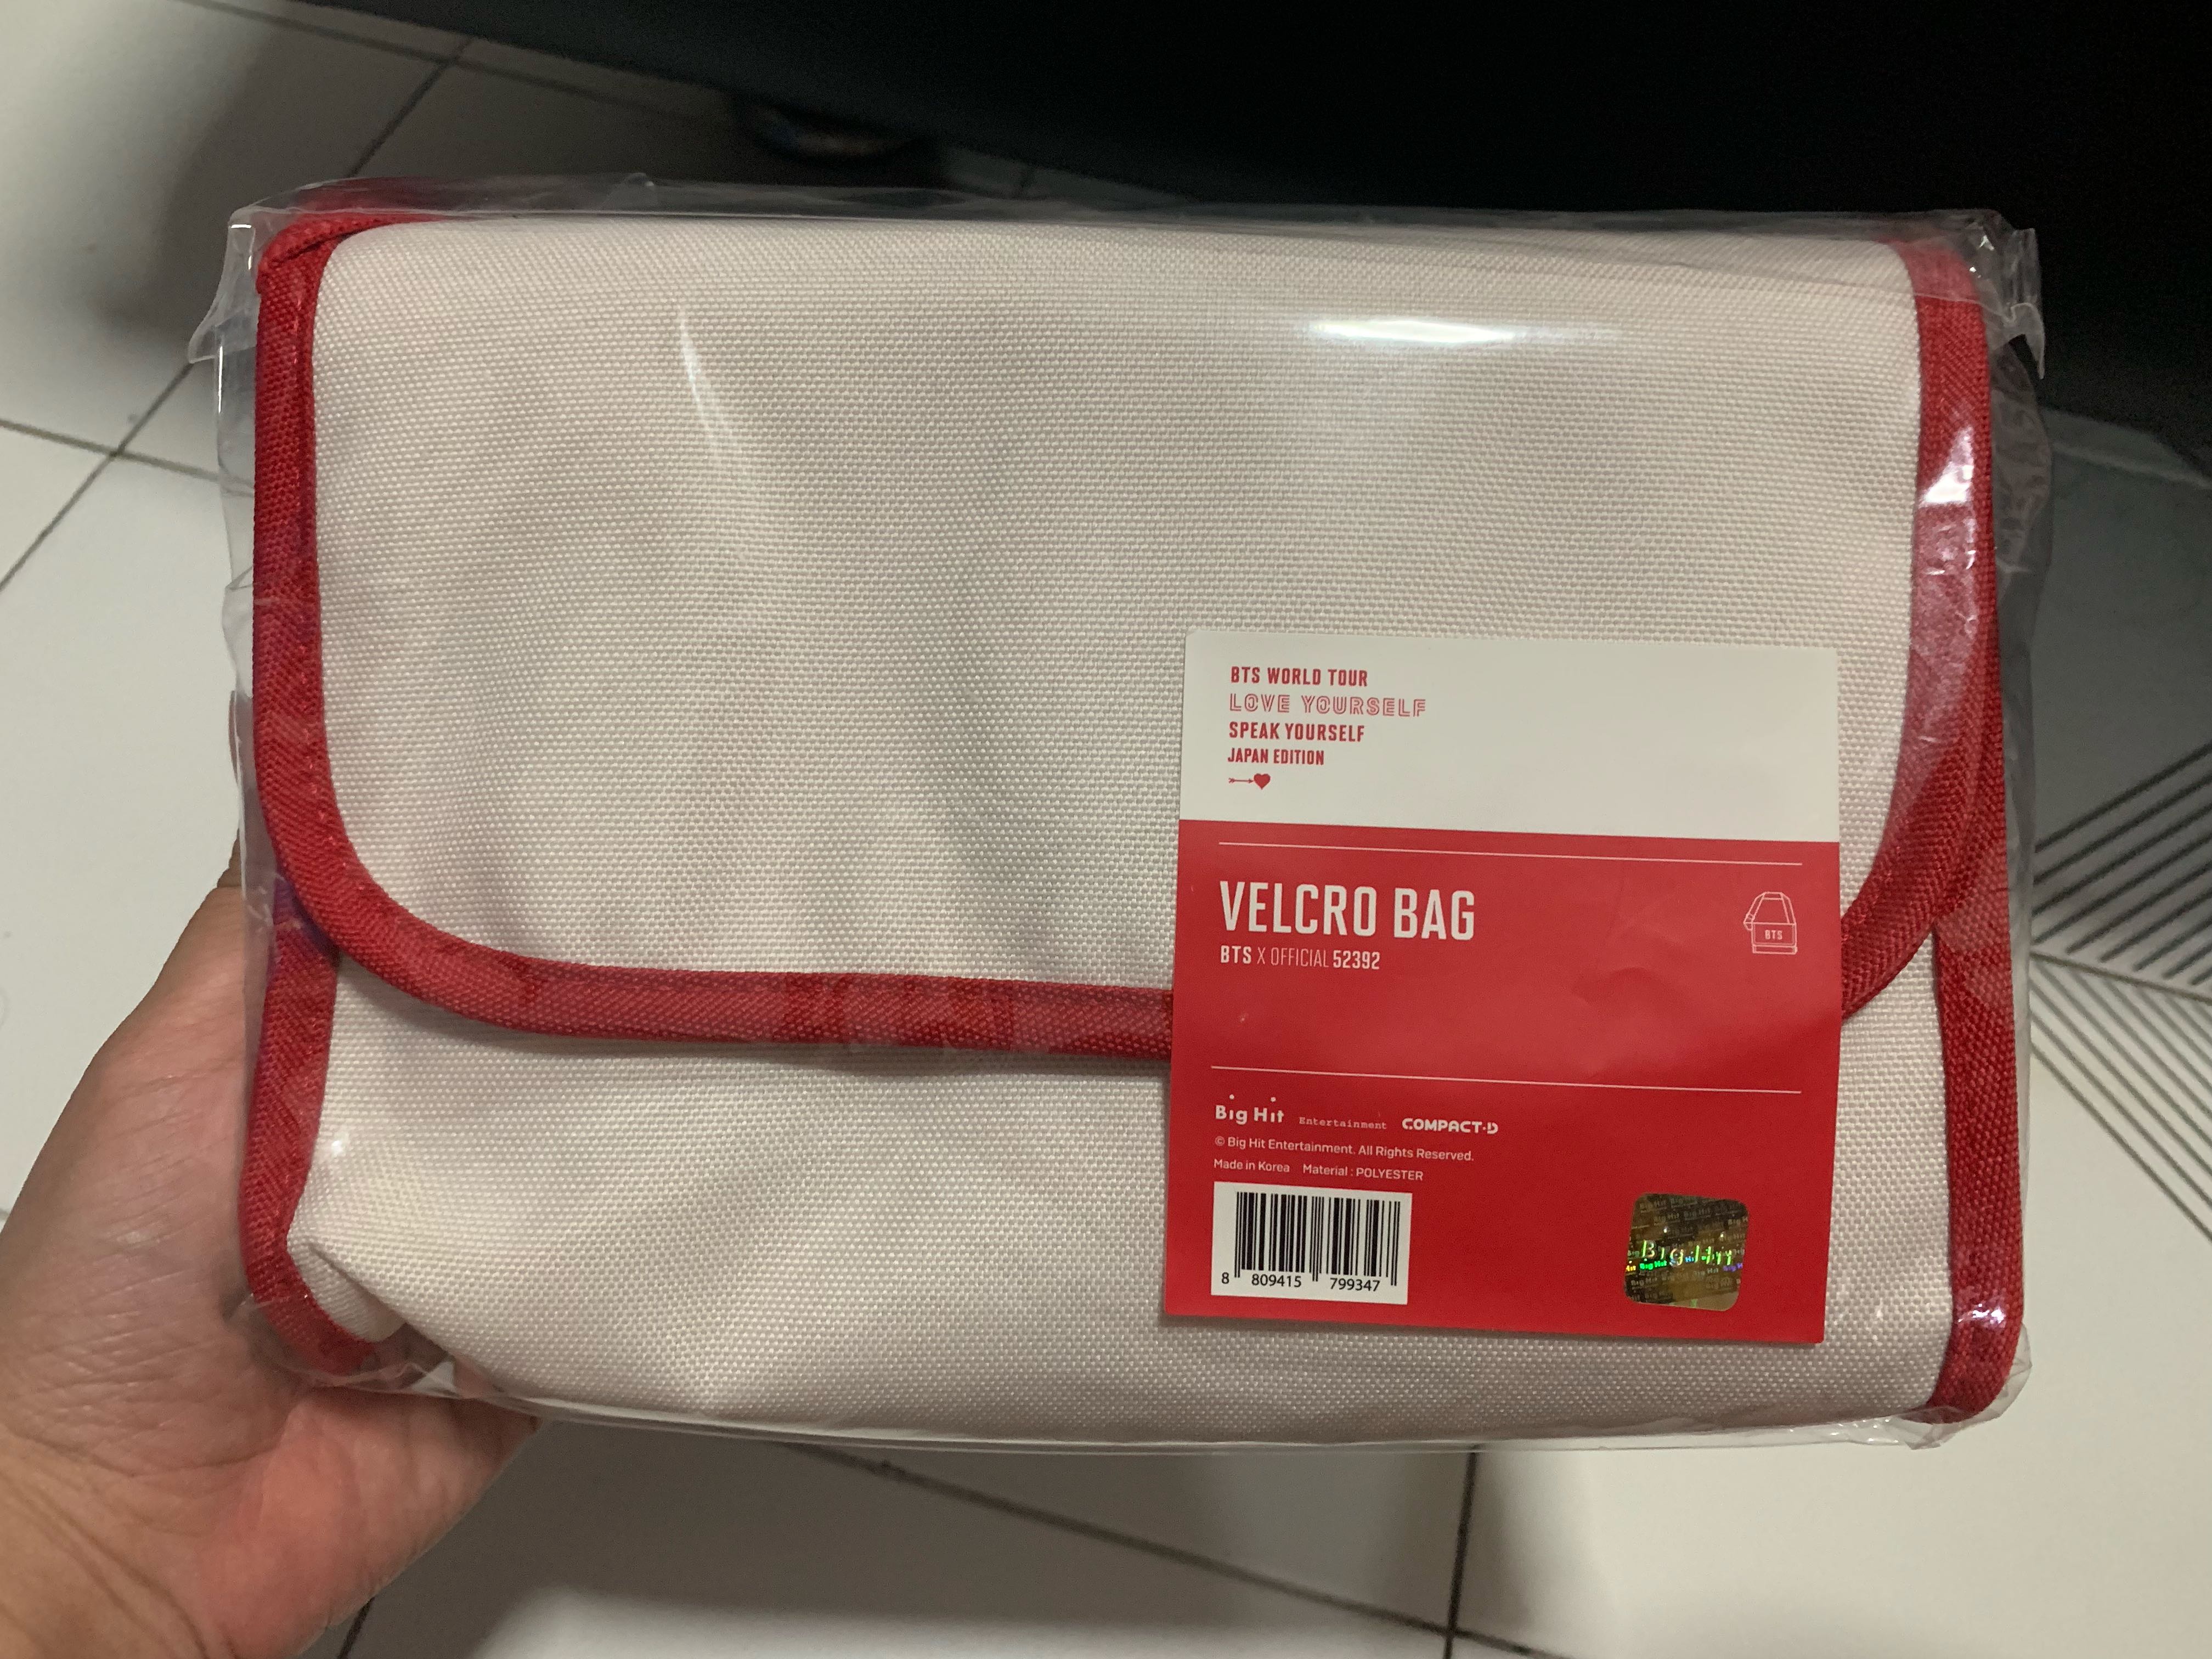 BTS WORLD TOUR
LOVE YOURSELF
SPEAK YOURSELF
JAPAN EDITION
VELCRO BAG
BTS X OFFICIAL 52392
BTS
Big Hit Entertainment COMPACT-D
© Big Hit Entertainment. All Rights Reserved.
Made in Korea Material : POLYESTER
8 809415 799347
Big Hit